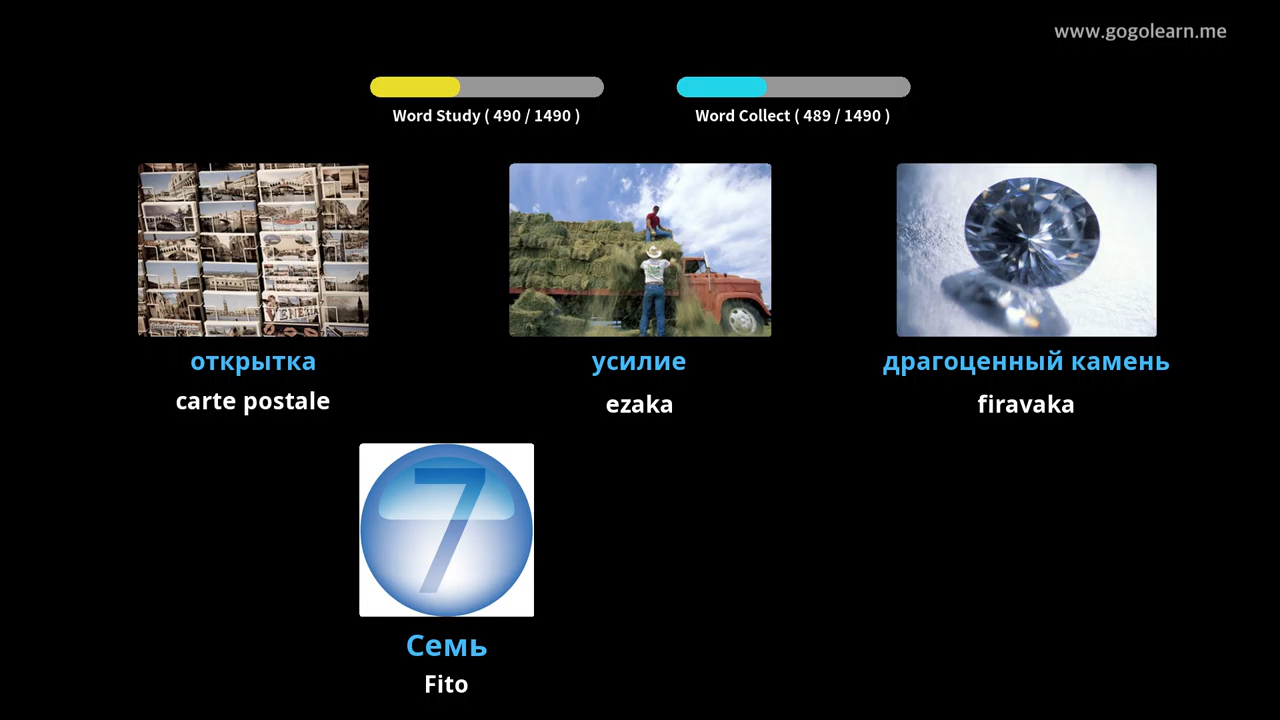 www.gogolearn.me
Word Study ( 490 / 1490 )
Word Collect ( 489 / 1490 )
открытка
carte postale
усилие
ezaka
драгоценный камень
firavaka
7
Семь
Fito